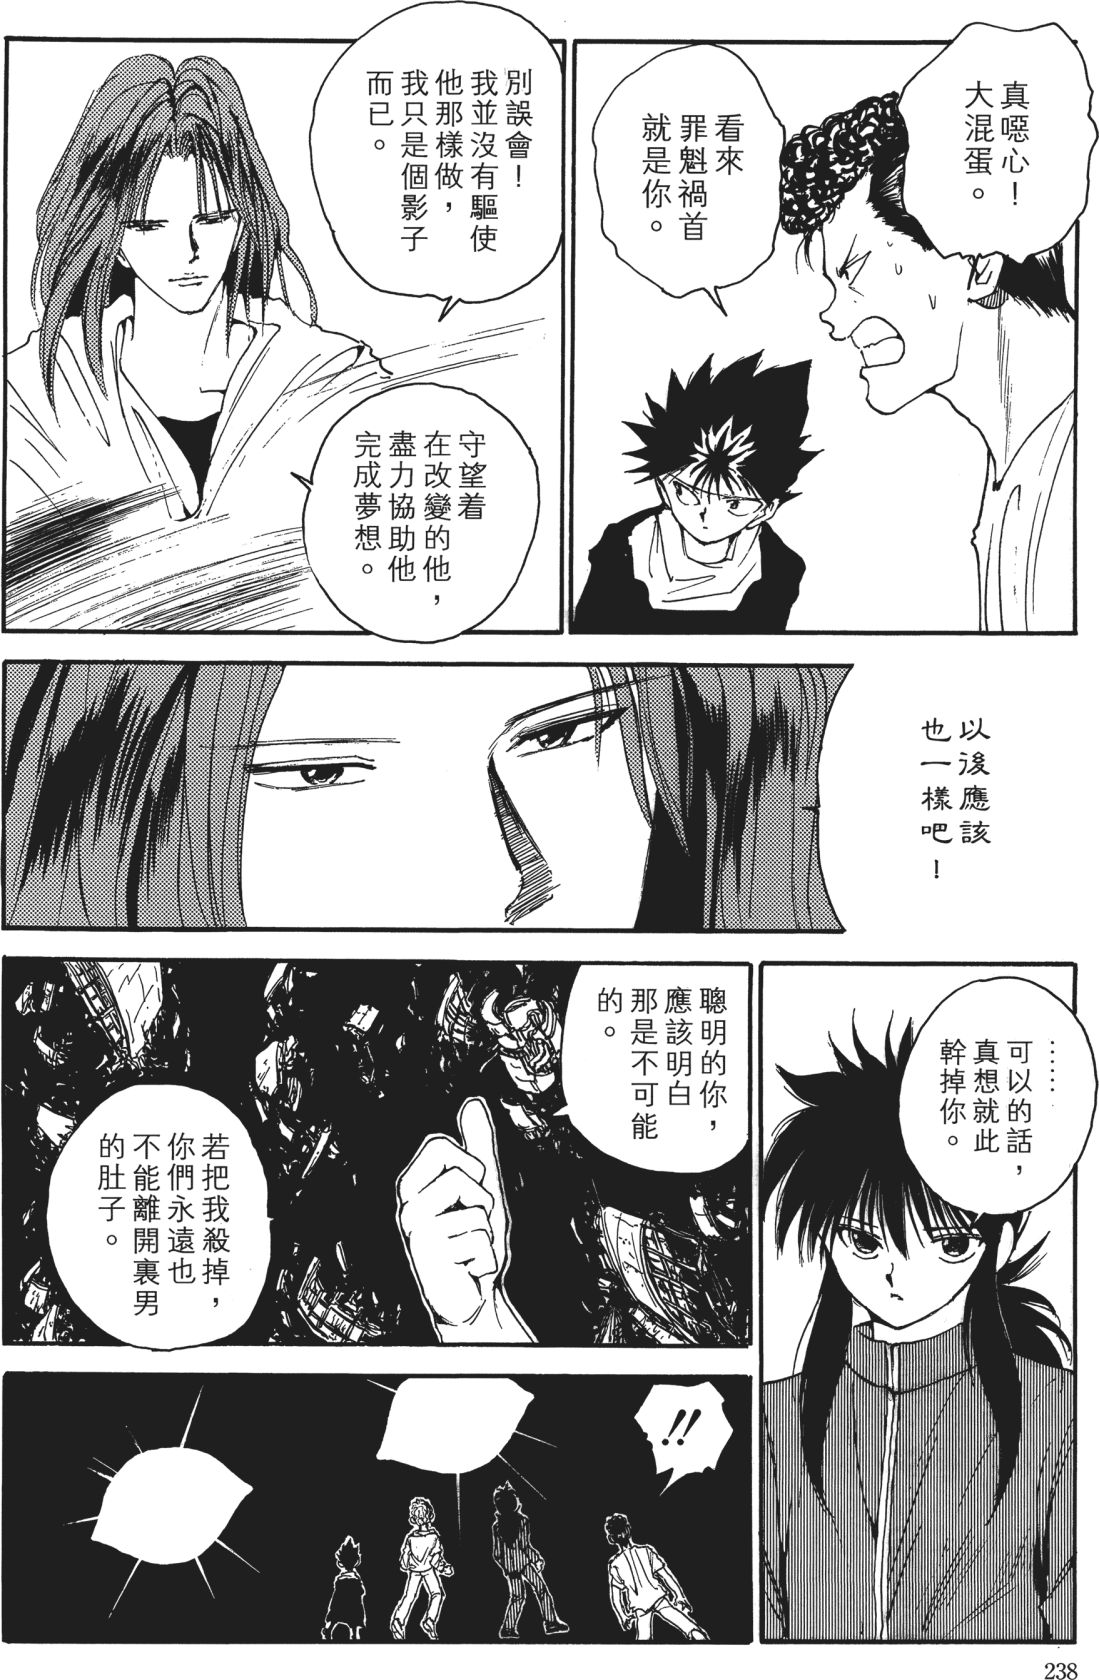 真噁心！
大混蛋。
看來
罪魁禍首
就是你。
別誤會！
我並沒有驅使
他那樣做，
我只是個影子
而已。
守望着
在改變的他，
盡力協助他
完成夢想。
以後應該
也一樣吧！
……
可以的話，
真想就此
幹掉你。
聰明的你，
應該明白
那是不可能
的。
若把我殺掉，
你們永遠也
不能離開裏男
的肚子。
!!
238